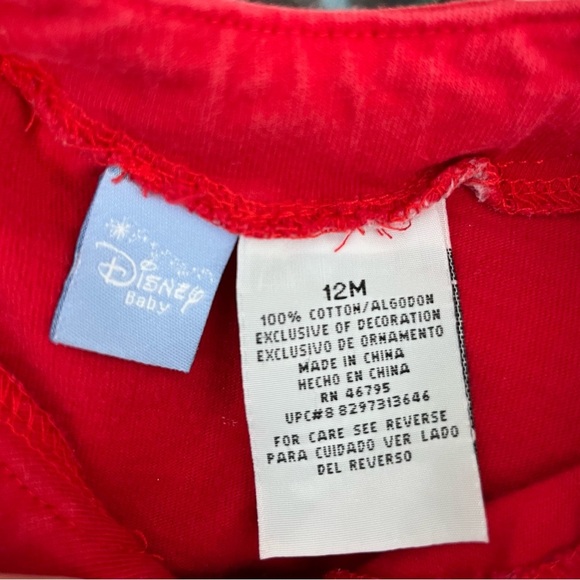 Disney
Baby
12M
100% COTTON/ALGODON
EXCLUSIVE OF DECORATION
EXCLUSIVO DE ORNAMENTO
MADE IN CHINA
HECHO EN CHINA
RN 46795
UPC#8 8297313646
FOR CARE SEE REVERSE
PARA CUIDADO VER LADO
DEL REVERSO